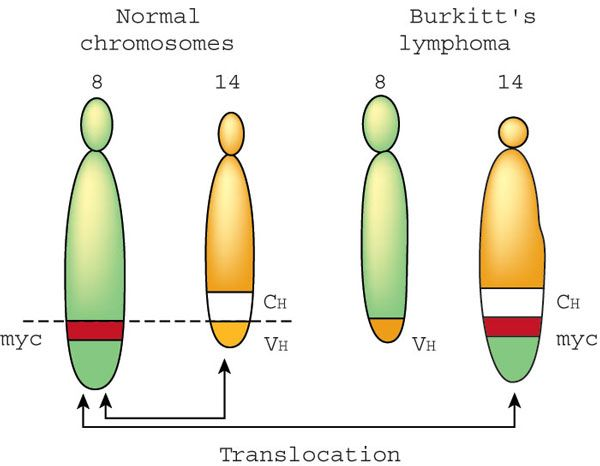 Normal
chromosomes
Burkitt's
lymphoma
8
14
8
14
CH
CH
myc
VH
VH
myc
Translocation